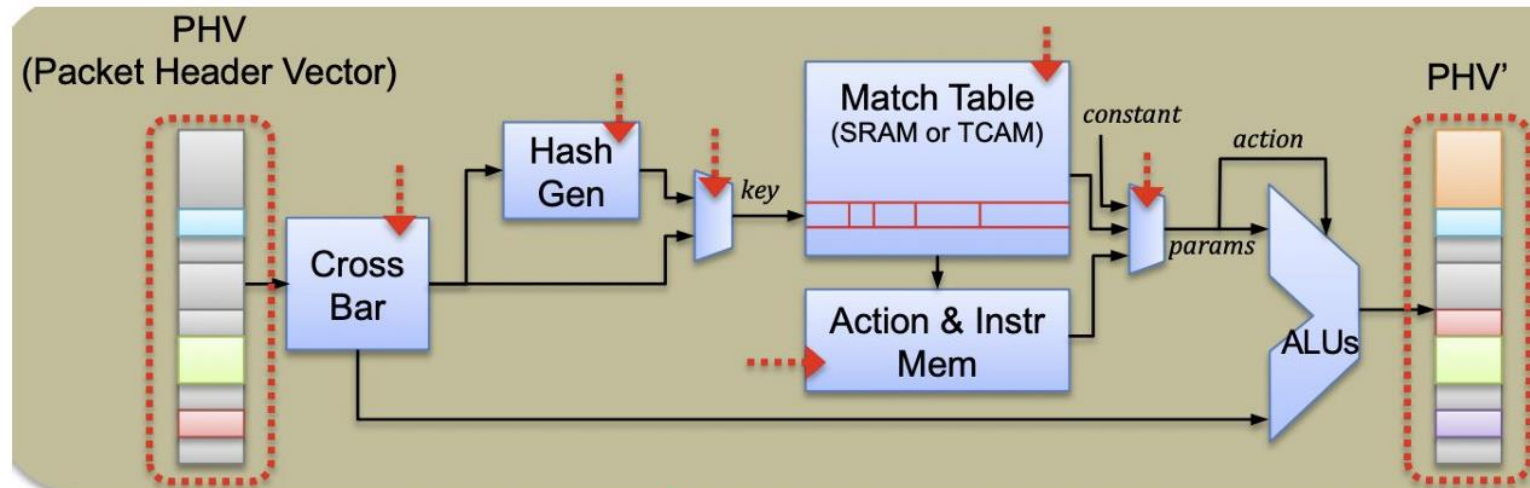 PHV
(Packet Header Vector)
Cross
Bar
Hash
Gen
key
Match Table
(SRAM or TCAM)
Action & Instr
Mem
constant
params
action
ALUs
PHV’